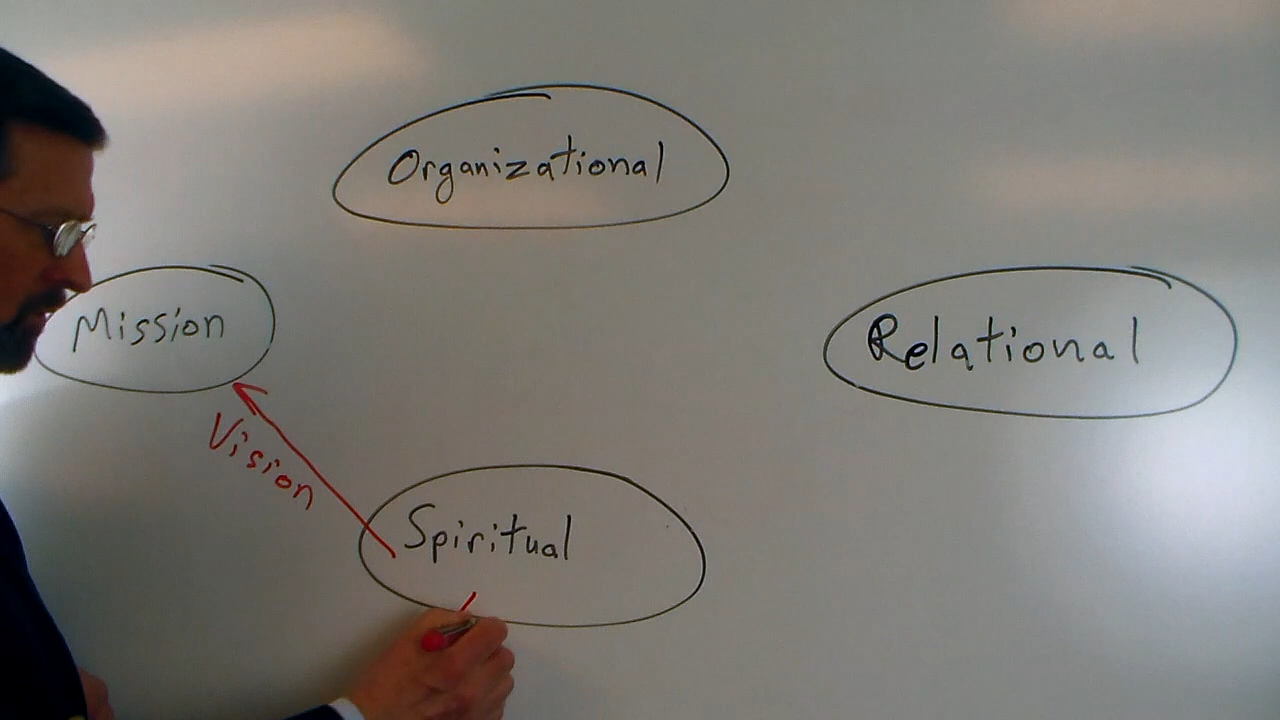 Organizational
Mission
Relational
Vision
Spiritual